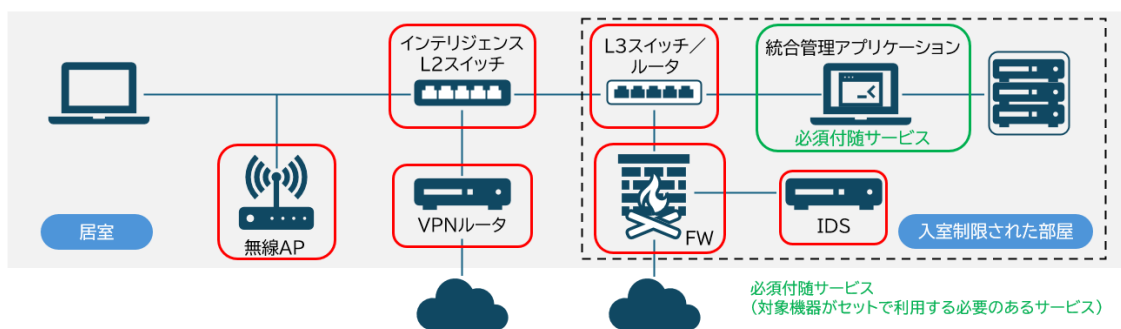 インテリジェンス
L2スイッチ
L3スイッチ／
ルータ
統合管理アプリケーション
必須付随サービス
無線AP
VPNルータ
FW
IDS
居室
入室制限された部屋
必須付随サービス
（対象機器がセットで利用する必要のあるサービス）